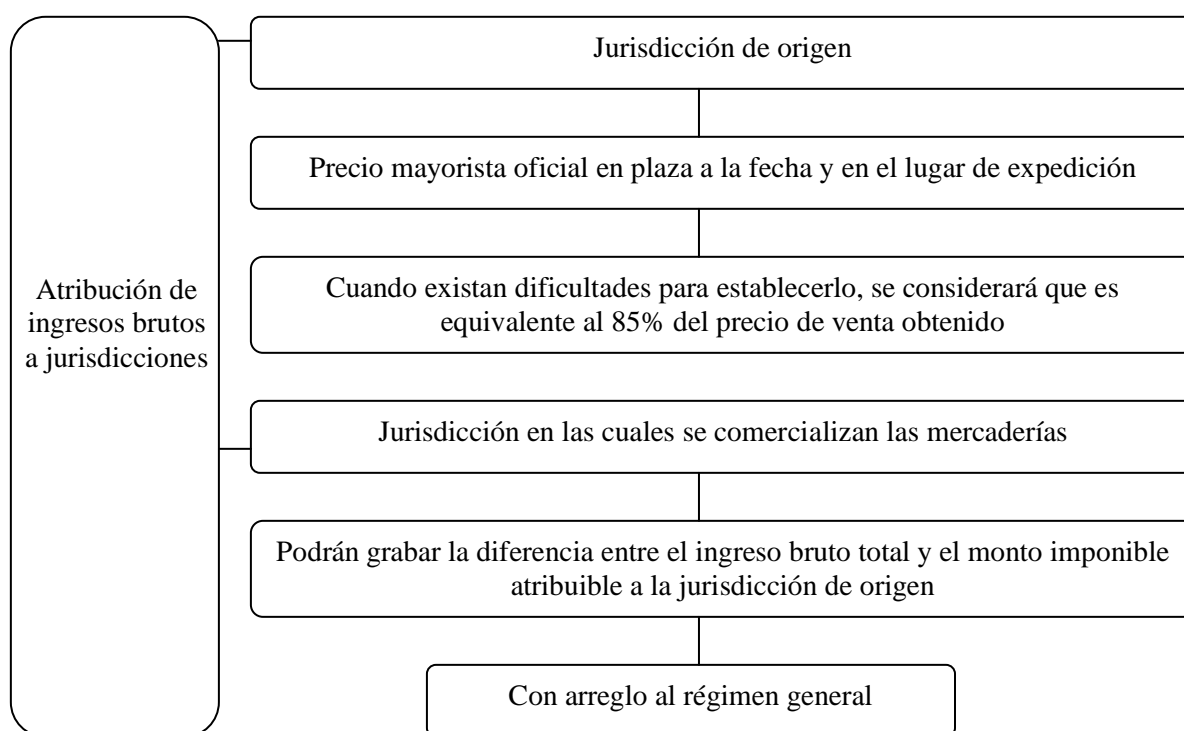 Atribución de
ingresos brutos
a jurisdicciones
Jurisdicción de origen
Precio mayorista oficial en plaza a la fecha y en el lugar de expedición
Cuando existan dificultades para establecerlo, se considerará que es
equivalente al 85% del precio de venta obtenido
Jurisdicción en las cuales se comercializan las mercaderías
Podrán grabar la diferencia entre el ingreso bruto total y el monto imponible
atribuible a la jurisdicción de origen
Con arreglo al régimen general